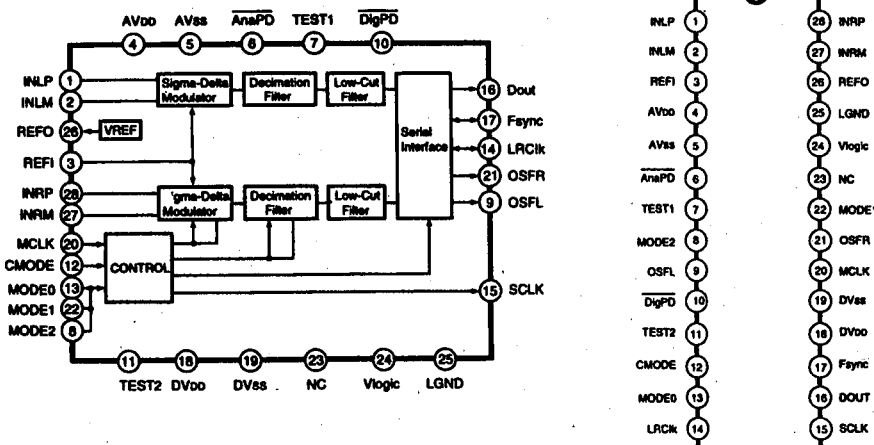 AVDD AVss AnaPD TEST1 DigPD
4 5 6 7 10
INLP 1
INLM 2
REFO 26
REFI 3
INRP 28
INRM 27
MCLK 20
CMODE 12
MODE0 13
MODE1 22
MODE2 8
Sigma-Delta
Modulator
Decimation
Filter
Low-Cut
Filter
VREF
Serial
Interface
'gma-Delta
Modulator
Decimation
Filter
Low-Cut
Filter
CONTROL
16 Dout
17 Fsync
14 LRClk
21 OSFR
9 OSFL
15 SCLK
11 18 19 23 24 25
TEST2 DVDD DVss NC Vlogic LGND
INLP 1
INLM 2
REFI 3
AVDD 4
AVss 5
AnaPD 6
TEST1 7
MODE2 8
OSFL 9
DigPD 10
TEST2 11
CMODE 12
MODE0 13
LRClk 14
28 INRP
27 INRM
26 REFO
25 LGND
24 Vlogic
23 NC
22 MODE1
21 OSFR
20 MCLK
19 DVss
18 DVDD
17 Fsync
16 DOUT
15 SCLK